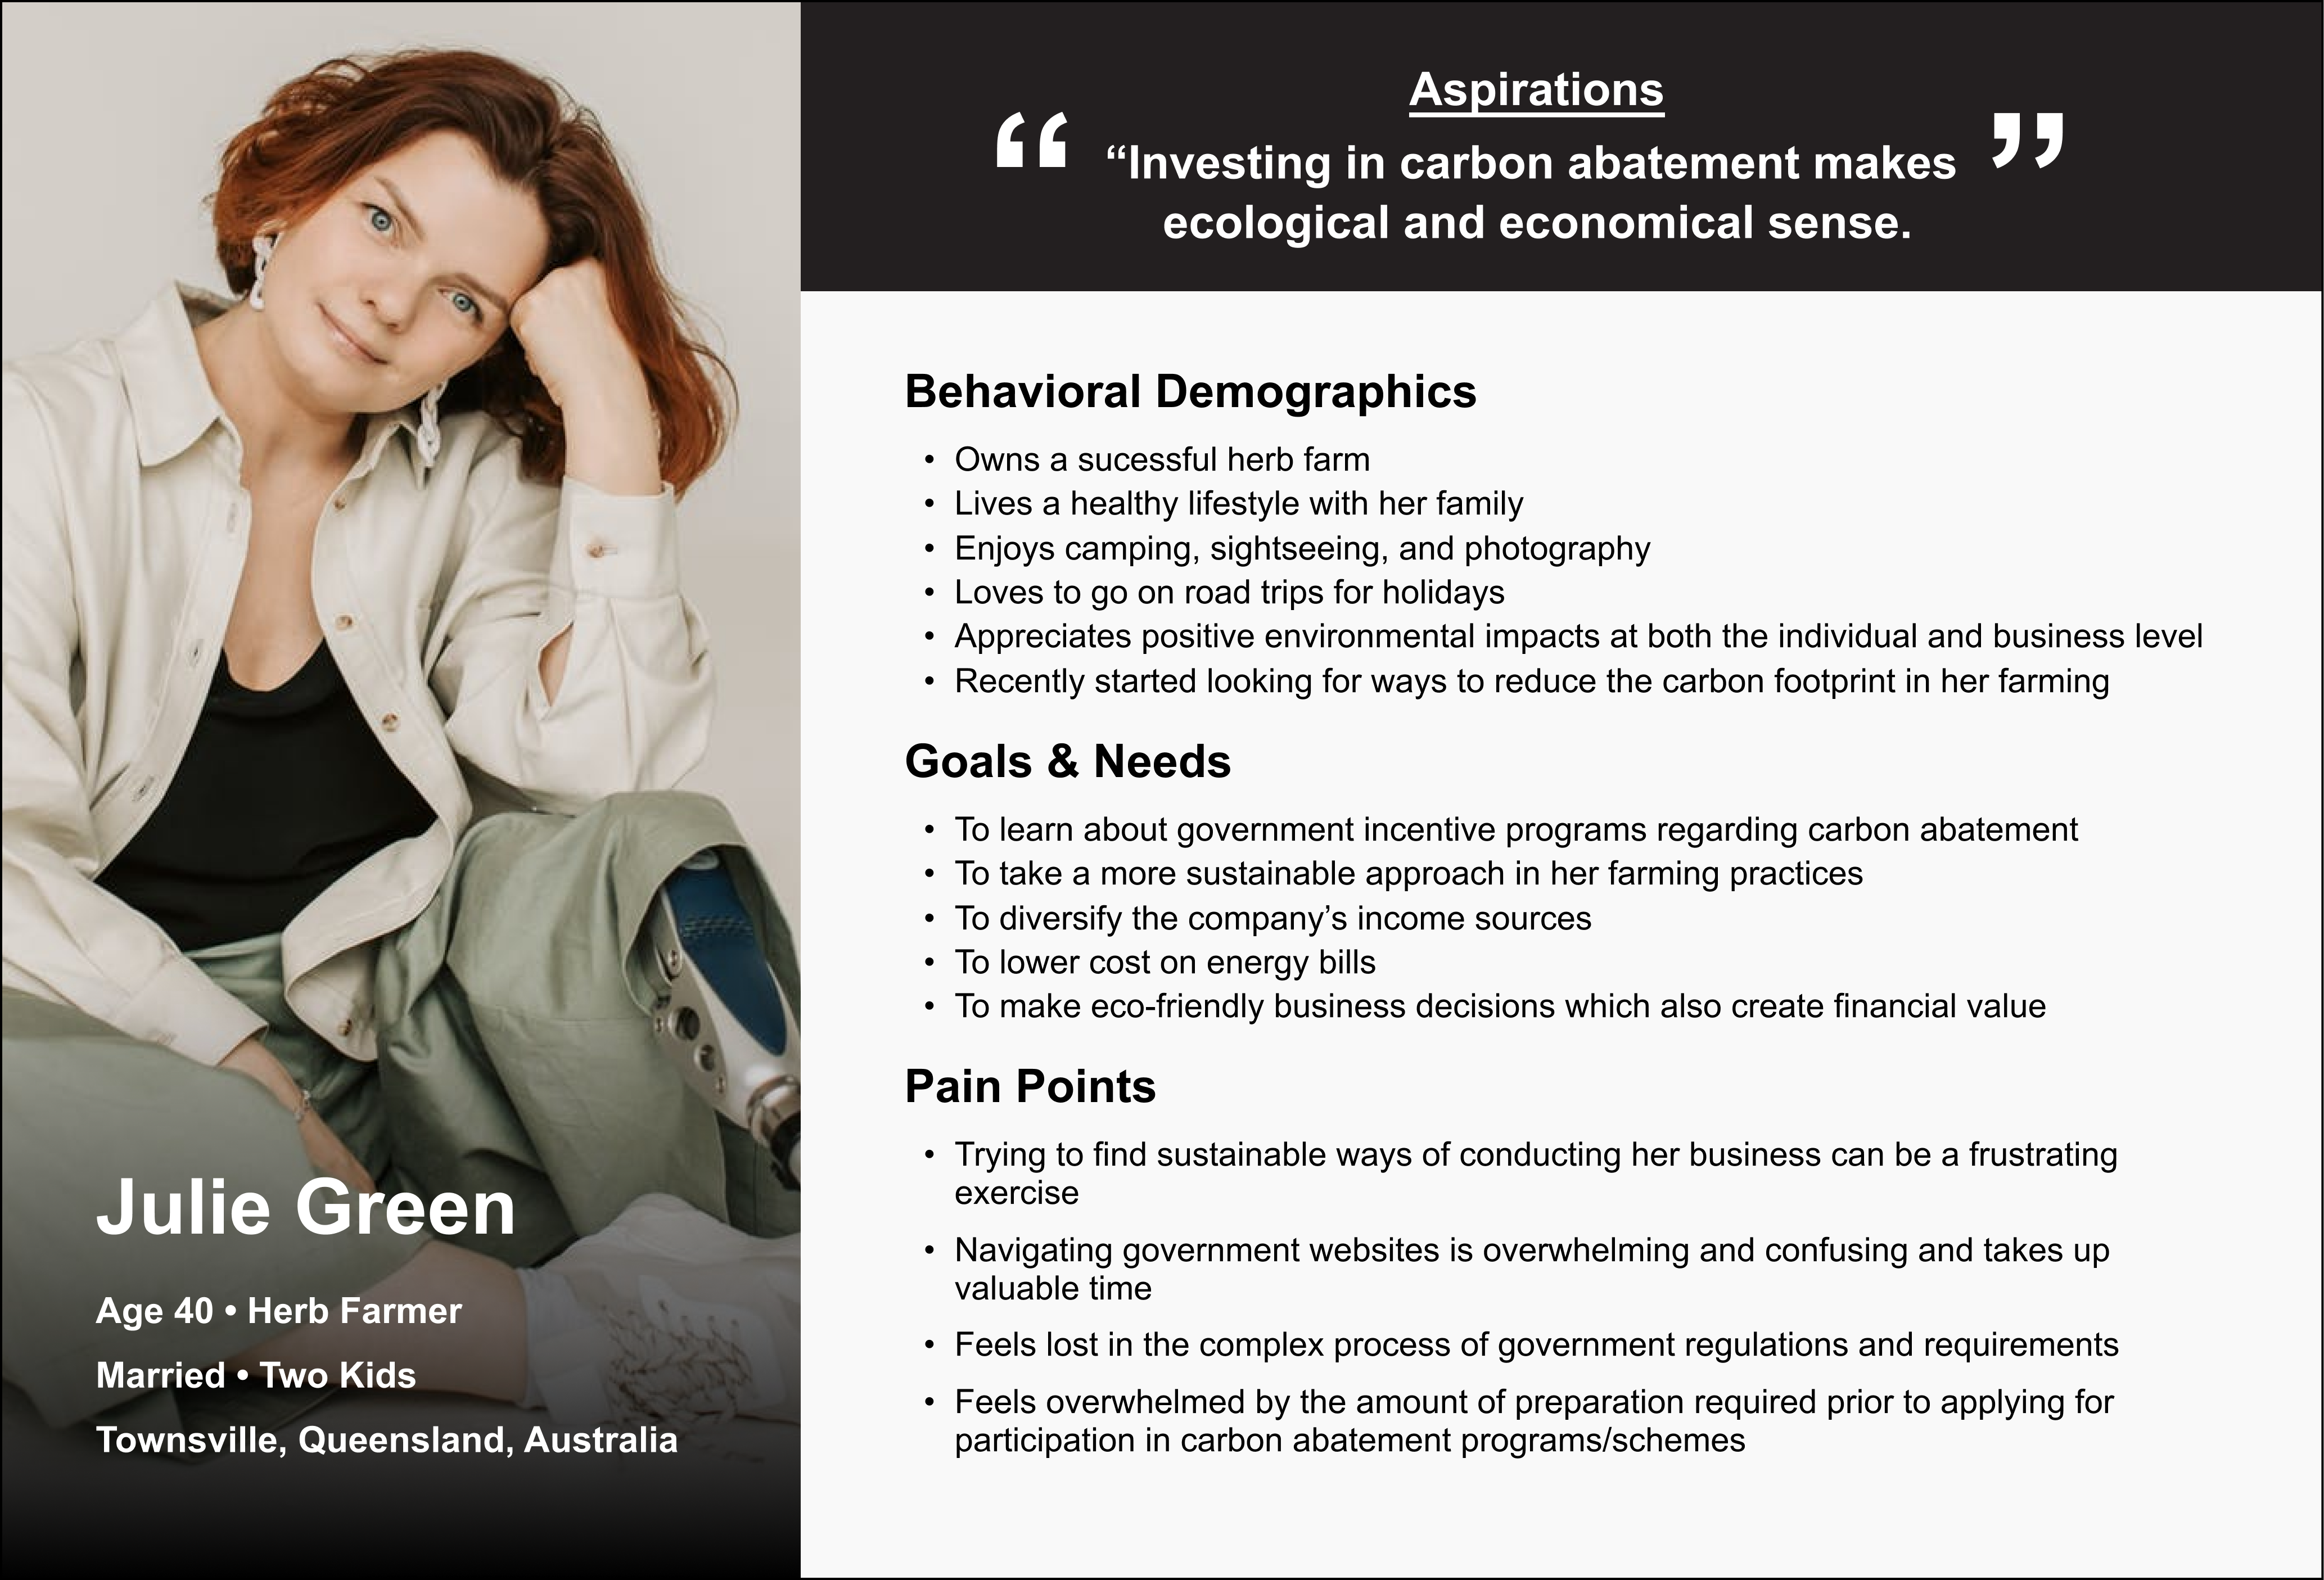 Aspirations
“ “Investing in carbon abatement makes ”
ecological and economical sense.
Behavioral Demographics
• Owns a sucessful herb farm
• Lives a healthy lifestyle with her family
• Enjoys camping, sightseeing, and photography
• Loves to go on road trips for holidays
• Appreciates positive environmental impacts at both the individual and business level
• Recently started looking for ways to reduce the carbon footprint in her farming
Goals & Needs
• To learn about government incentive programs regarding carbon abatement
• To take a more sustainable approach in her farming practices
• To diversify the company’s income sources
• To lower cost on energy bills
• To make eco-friendly business decisions which also create financial value
Pain Points
• Trying to find sustainable ways of conducting her business can be a frustrating
exercise
• Navigating government websites is overwhelming and confusing and takes up
valuable time
• Feels lost in the complex process of government regulations and requirements
• Feels overwhelmed by the amount of preparation required prior to applying for
participation in carbon abatement programs/schemes
Julie Green
Age 40 • Herb Farmer
Married • Two Kids
Townsville, Queensland, Australia